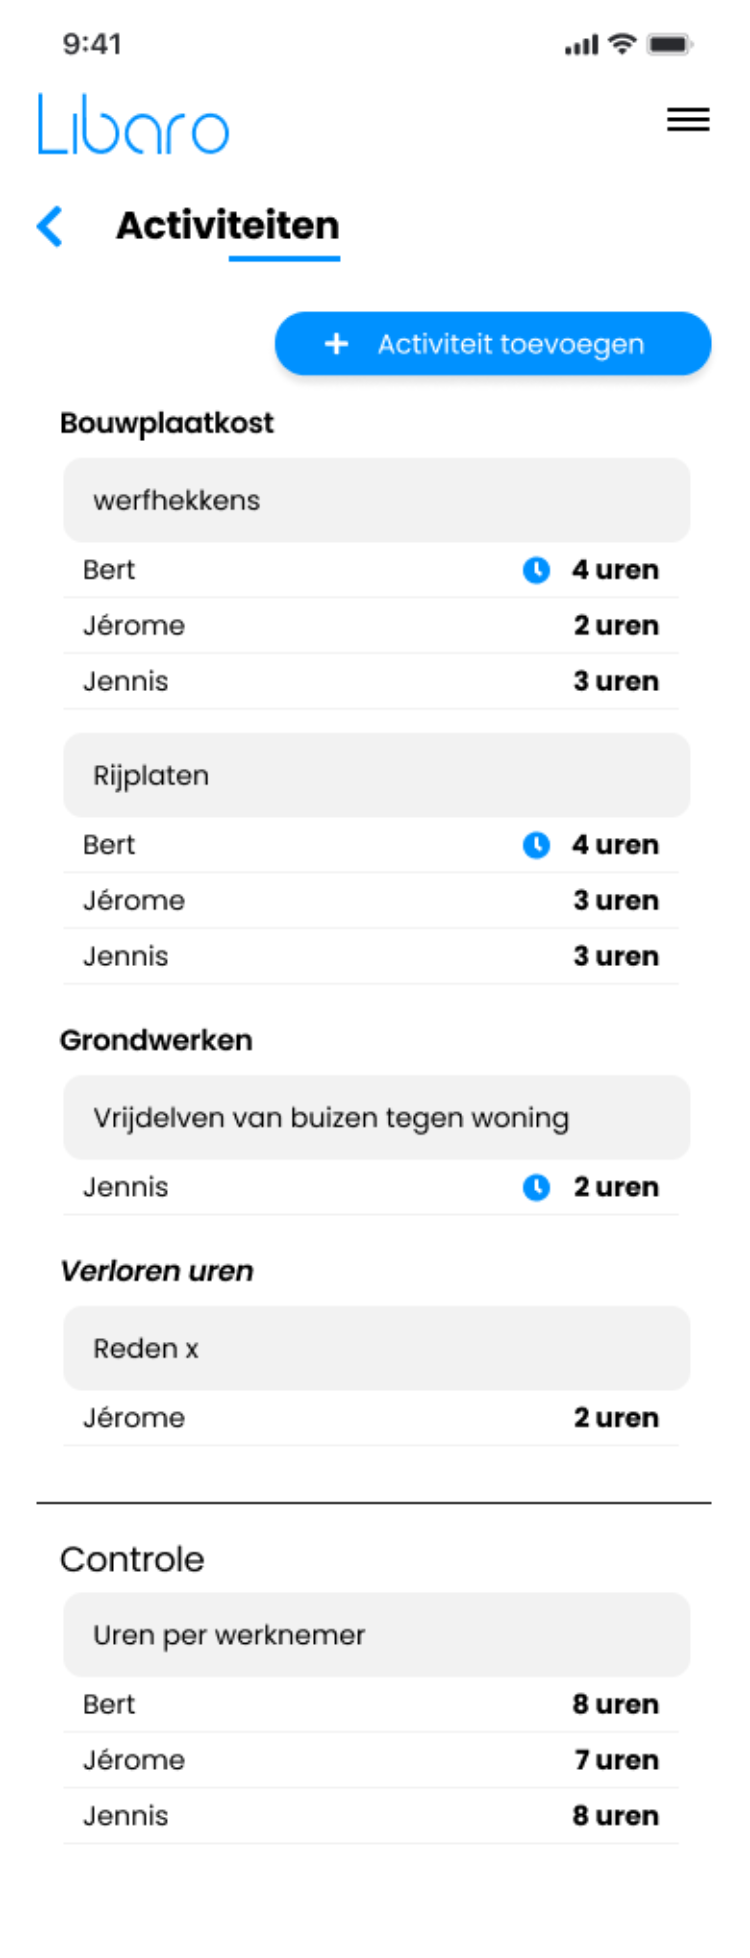 9:41
Libaro
Activiteiten
+ Activiteit toevoegen
Bouwplaatkost
werfhekkens
Bert 4 uren
Jérome 2 uren
Jennis 3 uren
Rijplaten
Bert 4 uren
Jérome 3 uren
Jennis 3 uren
Grondwerken
Vrijdelven van buizen tegen woning
Jennis 2 uren
Verloren uren
Reden x
Jérome 2 uren
Controle
Uren per werknemer
Bert 8 uren
Jérome 7 uren
Jennis 8 uren